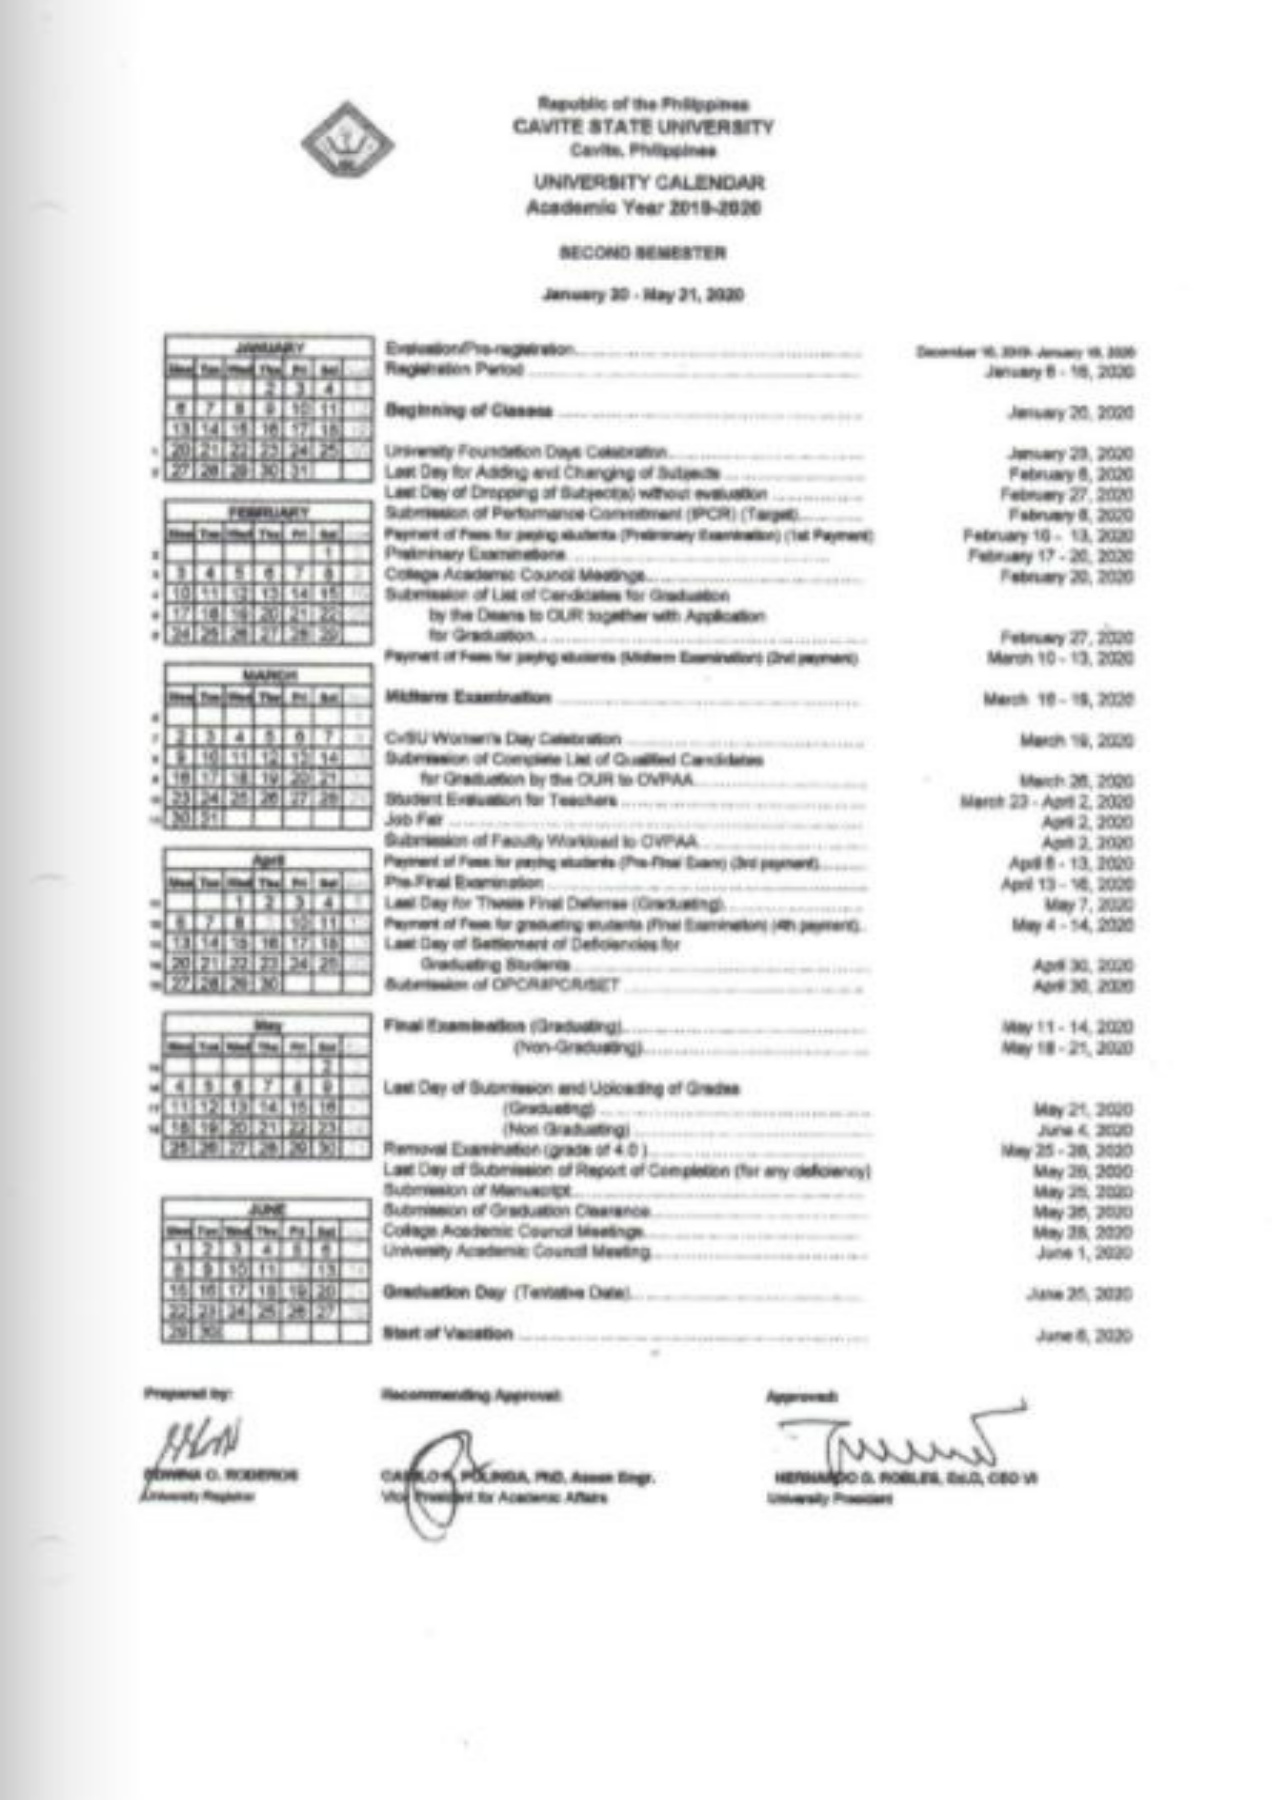 Republic of the Philippines
CAVITE STATE UNIVERSITY
Cavite, Philippines
UNIVERSITY CALENDAR
Academic Year 2019-2020
SECOND SEMESTER
January 20 - May 21, 2020
JANUARY
Mon Tue Wed Thu Fri Sat
2 3 4
6 7 8 9 10 11
13 14 15 16 17 18
20 21 22 23 24 25
27 28 29 30 31
FEBRUARY
Mon Tue Wed Thu Fri Sat
1
3 4 5 6 7 8
10 11 12 13 14 15
17 18 19 20 21 22
24 25 26 27 28 29
MARCH
Mon Tue Wed Thu Fri Sat
2 3 4 5 6 7
9 10 11 12 13 14
16 17 18 19 20 21
23 24 25 26 27 28
30 31
April
Mon Tue Wed Thu Fri Sat
1 2 3 4
6 7 8 10 11
13 14 15 16 17 18
20 21 22 23 24 25
27 28 29 30
May
Mon Tue Wed Thu Fri Sat
2
4 5 6 7 8 9
11 12 13 14 15 16
18 19 20 21 22 23
25 26 27 28 29 30
JUNE
Mon Tue Wed Thu Fri Sat
1 2 3 4 5 6
8 9 10 11 13
15 16 17 18 19 20
22 23 24 25 26 27
29 30
Evaluation/Pre-registration
Registration Period January 6 - 18, 2020
Beginning of Classes January 20, 2020
University Foundation Days Celebration January 2020
Last Day for Adding and Changing of Subjects February 2020
Last Day of Dropping of Subject(s) without evaluation February 27, 2020
Submission of Performance Commitment (IPCR) (Target) February 2020
Payment of Fees for paying students (Preliminary Examination) (1st Payment) February 10 - 13, 2020
Preliminary Examinations February 17 - 20, 2020
College Academic Council Meetings February 20, 2020
Submission of List of Candidates for Graduation
by the Deans to OUR together with Application
for Graduation February 27, 2020
Payment of Fees for paying students (Midterm Examination) (2nd payment) March 10 - 13, 2020
Midterm Examination March 16 - 19, 2020
CvSU Women's Day Celebration March 19, 2020
Submission of Complete List of Qualified Candidates
for Graduation by the OUR to OVPAA March 26, 2020
Student Evaluation for Teachers March 23 - April 2, 2020
Job Fair April 2, 2020
Submission of Faculty Workload to OVPAA April 2, 2020
Payment of Fees for paying students (Pre-Final Exam) (3rd payment) April 6 - 13, 2020
Pre-Final Examination April 13 - 16, 2020
Last Day for Thesis Final Defense (Graduating) May 7, 2020
Payment of Fees for graduating students (Final Examination) (4th payment) May 4 - 14, 2020
Last Day of Settlement of Deficiencies for
Graduating Students April 30, 2020
Submission of OPCR/IPCR/SET April 30, 2020
Final Examination (Graduating) May 11 - 14, 2020
(Non-Graduating) May 18 - 21, 2020
Last Day of Submission and Uploading of Grades
(Graduating) May 21, 2020
(Non Graduating) June 4, 2020
Removal Examination (grade of 4.0) May 25 - 2020
Last Day of Submission of Report of Completion (for any deficiency) May 2020
Submission of Manuscript May 2020
Submission of Graduation Clearance May 2020
College Academic Council Meetings May 2020
University Academic Council Meeting June 1, 2020
Graduation Day (Tentative Date) June 25, 2020
Start of Vacation June 2020
Prepared by:
Recommending Approval:
Approved:
EDWINA O. RODEROS
University Registrar
POLINGA, PhD, Assen Engr.
Vice President for Academic Affairs
HERNANDO D. ROBLES, Ed.D, CEO VI
University President